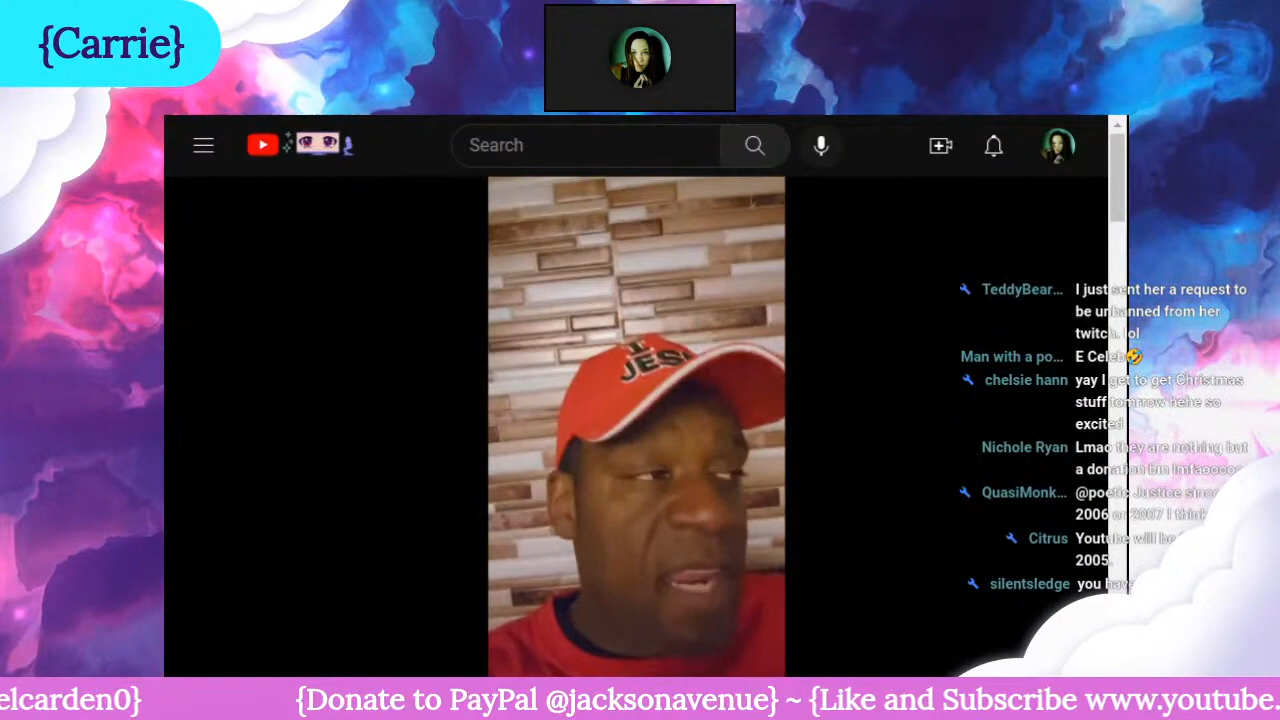 {Carrie}
Search
JES
TeddyBear… I just sent her a request to
be unbanned from her
twitch. lol
Man with a po… E Celeb🤣
chelsie hann yay I get to get Christmas
stuff tomrrow hehe so
excited
Nichole Ryan Lmao they are nothing but
a donation bin lmfaoooo
QuasiMonk… @poetic Justice since
2006 or 2007 I think
Citrus Youtube will be
2005.
silentsledge you have
elcarden0} {Donate to PayPal @jacksonavenue} ~ {Like and Subscribe www.youtube.